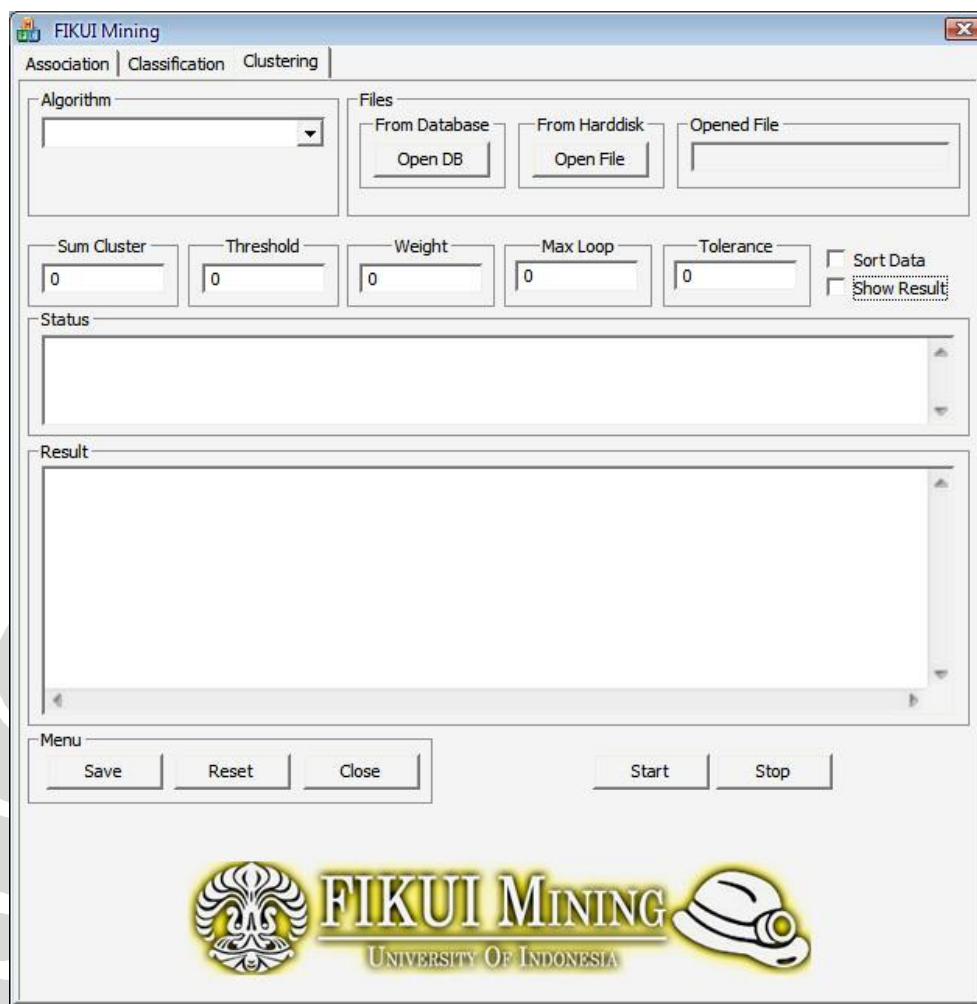 FIKUI Mining
Association Classification Clustering
Algorithm
Files
From Database From Harddisk Opened File
Open DB Open File
Sum Cluster Threshold Weight Max Loop Tolerance
0 0 0 0 0
Sort Data
Show Result
Status
Result
Menu
Save Reset Close Start Stop
FIKUI MINING
UNIVERSITY OF INDONESIA